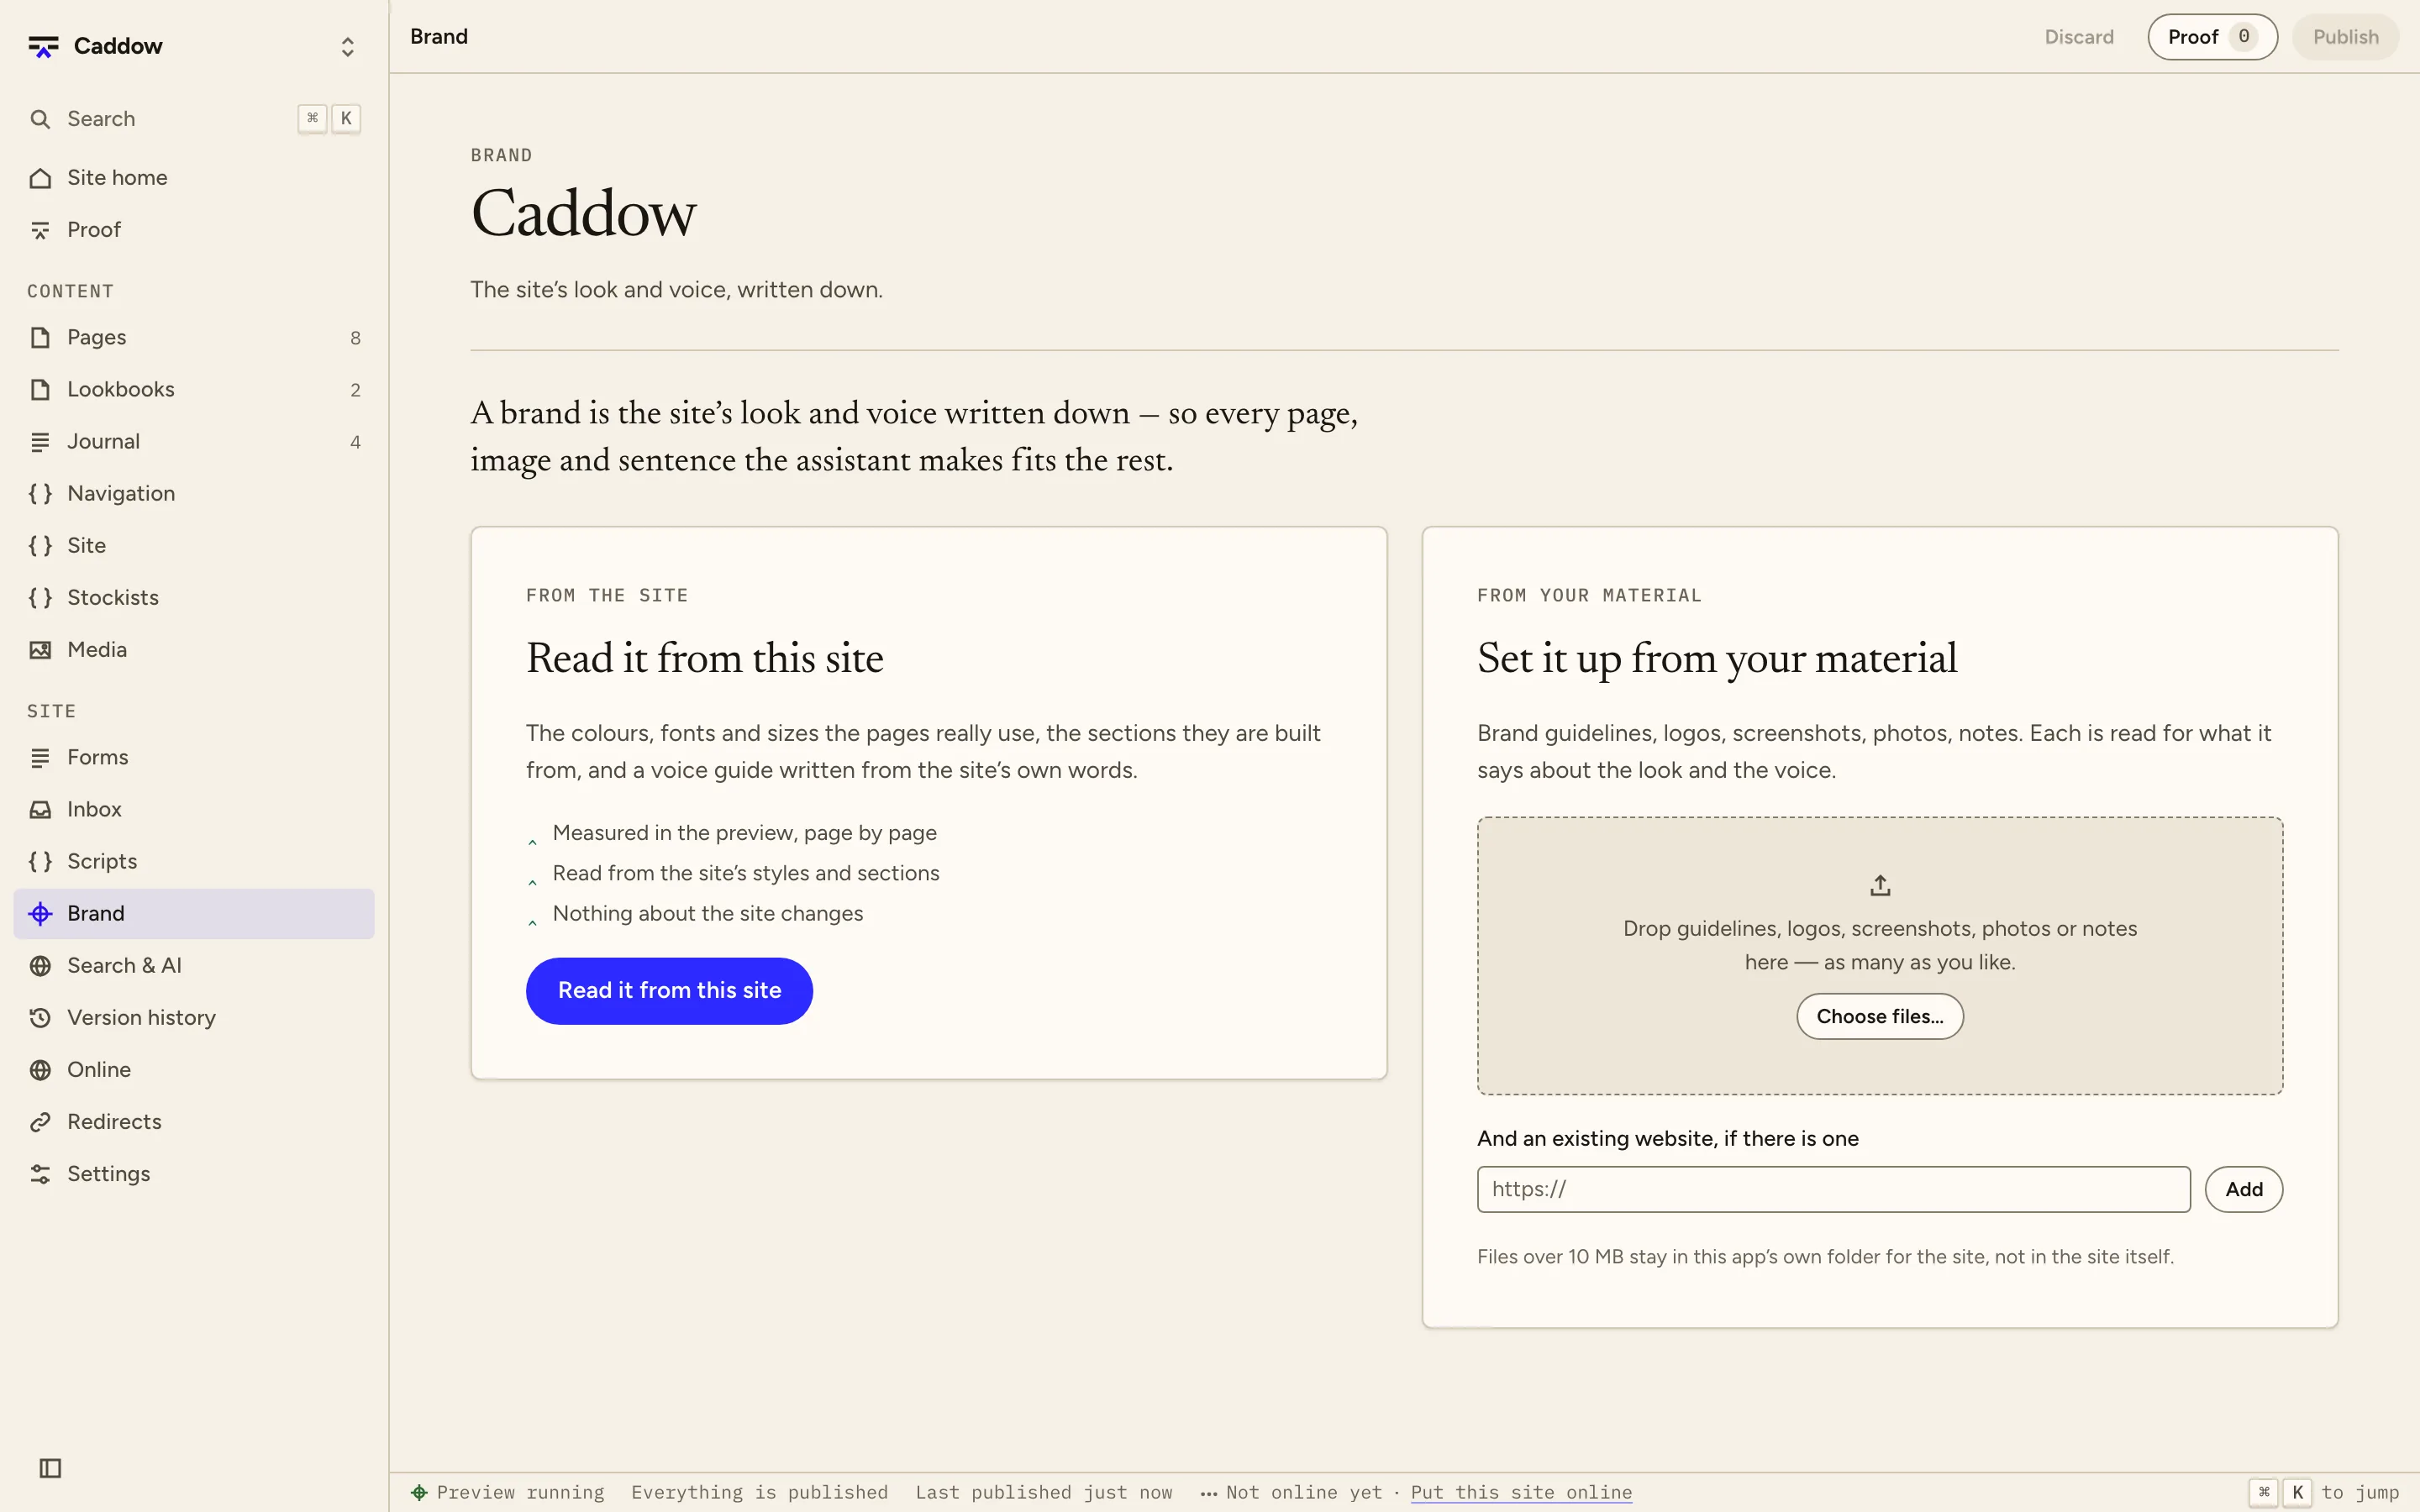 Caddow
Search ⌘ K
Site home
Proof
CONTENT
Pages 8
Lookbooks 2
Journal 4
Navigation
Site
Stockists
Media
SITE
Forms
Inbox
Scripts
Brand
Search & AI
Version history
Online
Redirects
Settings
Brand
Discard
Proof 0
Publish
BRAND
Caddow
The site’s look and voice, written down.
A brand is the site’s look and voice written down — so every page,
image and sentence the assistant makes fits the rest.
FROM THE SITE
Read it from this site
The colours, fonts and sizes the pages really use, the sections they are built
from, and a voice guide written from the site’s own words.
Measured in the preview, page by page
Read from the site’s styles and sections
Nothing about the site changes
Read it from this site
FROM YOUR MATERIAL
Set it up from your material
Brand guidelines, logos, screenshots, photos, notes. Each is read for what it
says about the look and the voice.
Drop guidelines, logos, screenshots, photos or notes
here — as many as you like.
Choose files…
And an existing website, if there is one
https://
Add
Files over 10 MB stay in this app’s own folder for the site, not in the site itself.
Preview running Everything is published Last published just now ••• Not online yet · Put this site online
⌘ K to jump